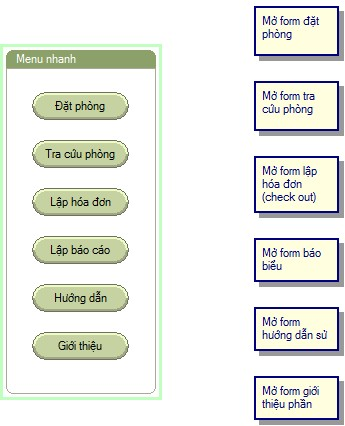 Menu nhanh
Đặt phòng
Tra cứu phòng
Lập hóa đơn
Lập báo cáo
Hướng dẫn
Giới thiệu
Mở form đặt
phòng
Mở form tra
cứu phòng
Mở form lập
hóa đơn
(check out)
Mở form báo
biểu
Mở form
hướng dẫn sử
Mở form giới
thiệu phần